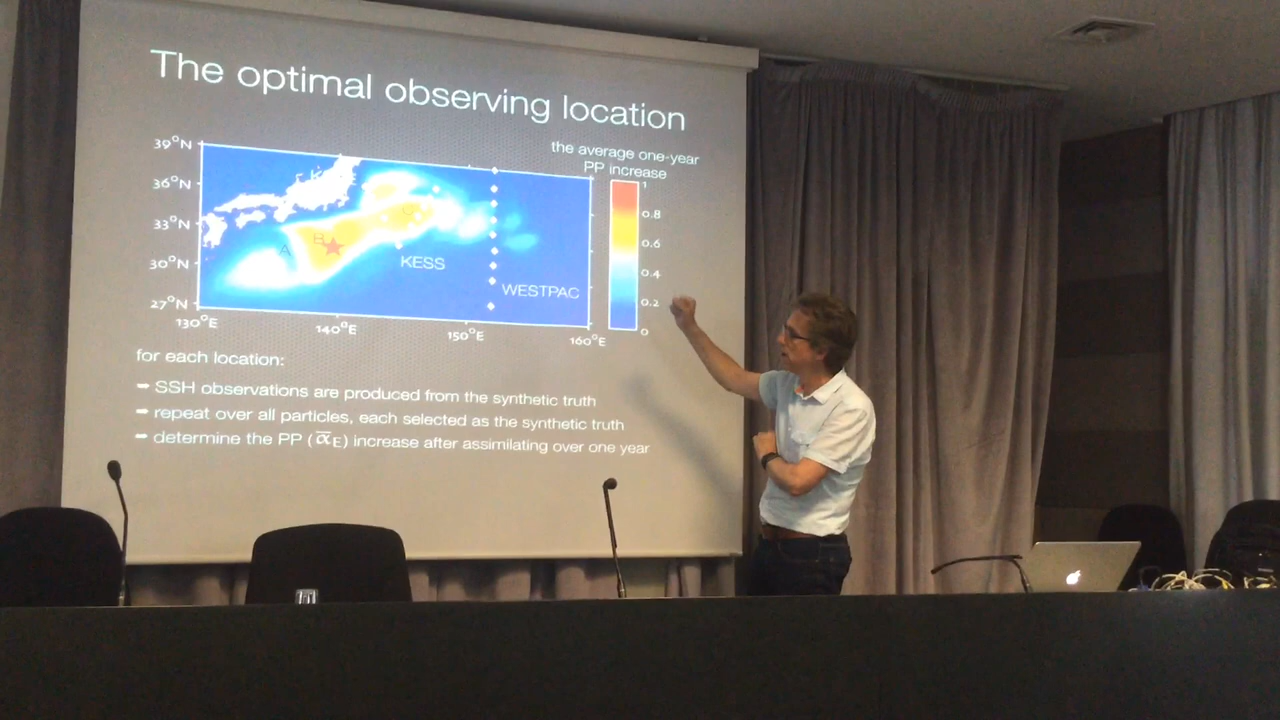 The optimal observing location
the average one-year
PP increase
39°N
36°N
33°N
30°N
27°N
130°E
140°E
150°E
160°E
A
B
C
KESS
WESTPAC
1
0.8
0.6
0.4
0.2
0
for each location:
➡ SSH observations are produced from the synthetic truth
➡ repeat over all particles, each selected as the synthetic truth
➡ determine the PP (α̅E) increase after assimilating over one year